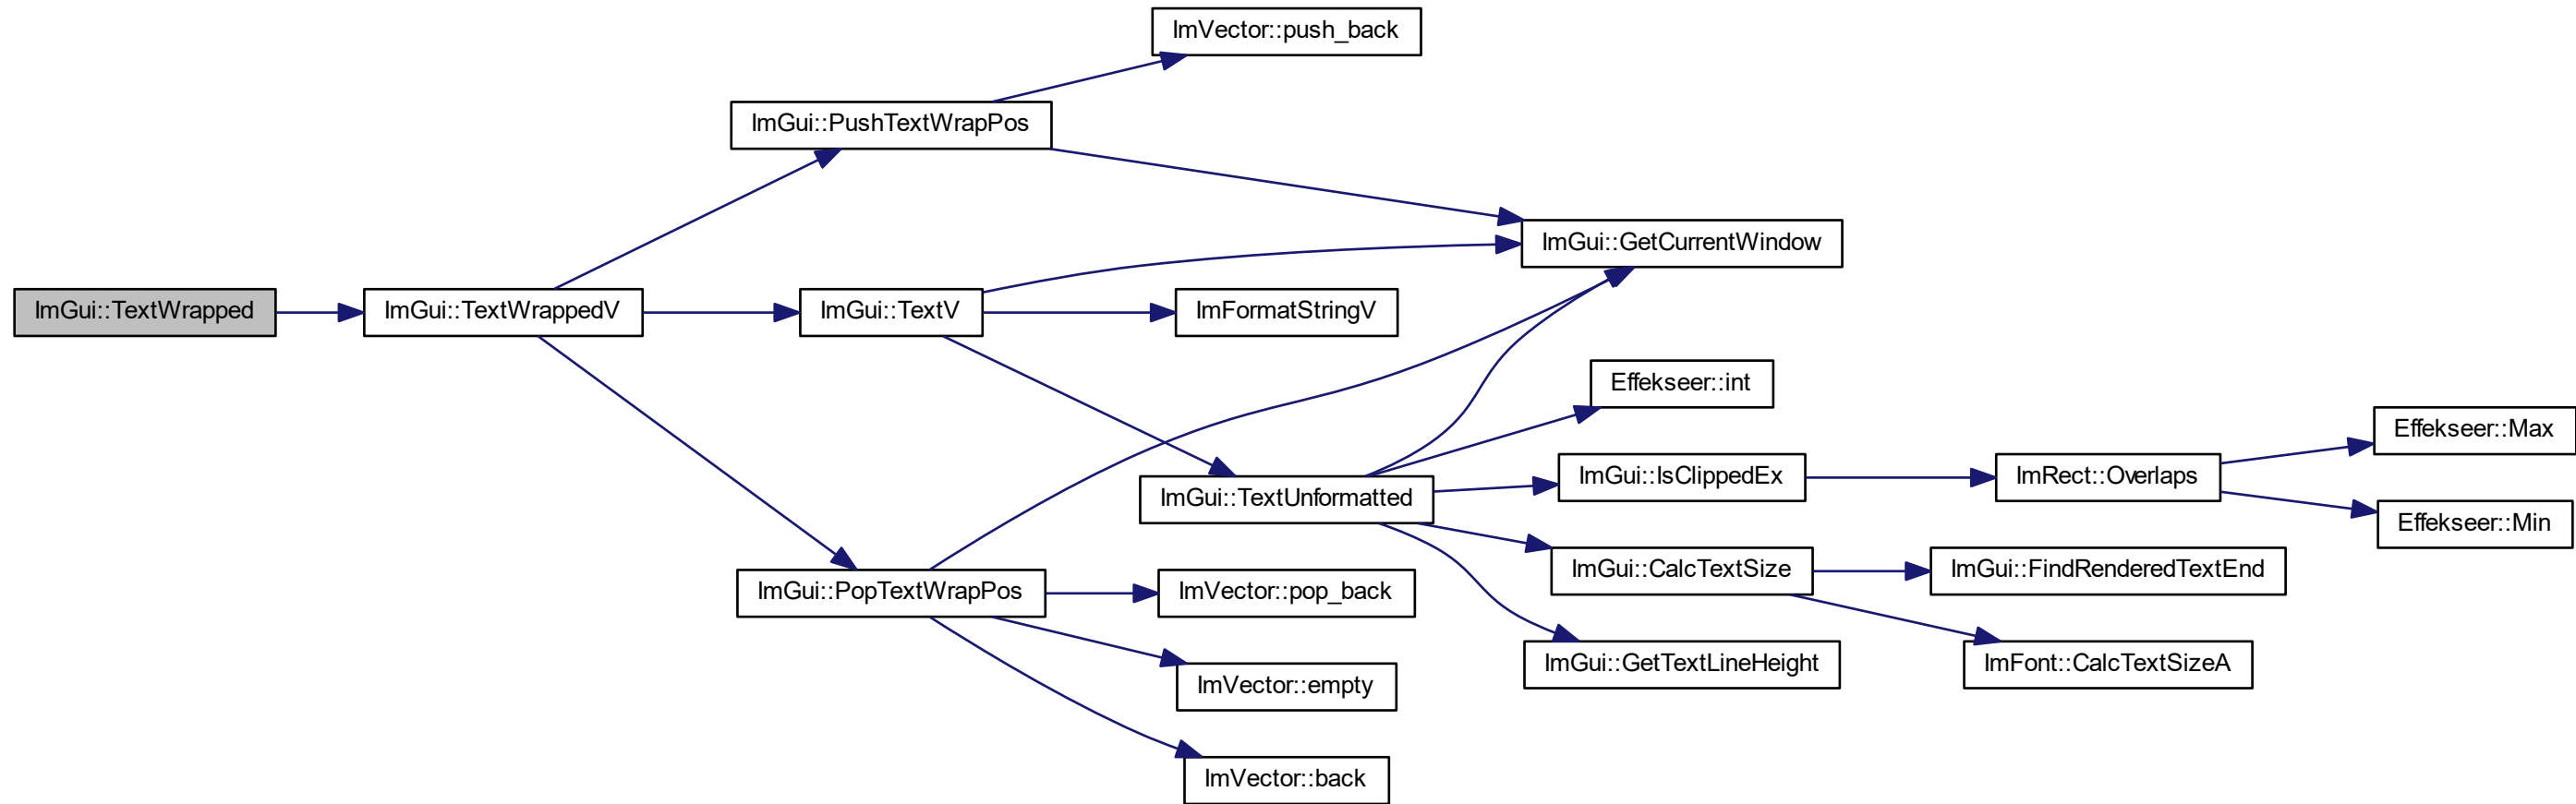 ImVector::push_back
ImGui::PushTextWrapPos
ImGui::GetCurrentWindow
ImGui::TextWrapped
ImGui::TextWrappedV
ImGui::TextV
ImFormatStringV
Effekseer::int
Effekseer::Max
ImGui::IsClippedEx
ImRect::Overlaps
ImGui::TextUnformatted
Effekseer::Min
ImGui::CalcTextSize
ImGui::FindRenderedTextEnd
ImGui::PopTextWrapPos
ImVector::pop_back
ImGui::GetTextLineHeight
ImFont::CalcTextSizeA
ImVector::empty
ImVector::back